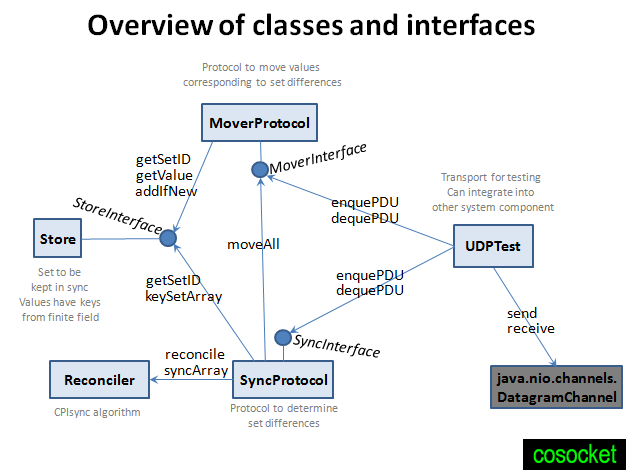 Overview of classes and interfaces
Protocol to move values
corresponding to set differences
MoverProtocol
getSetID
getValue
addIfNew
MoverInterface
Transport for testing
Can integrate into
other system component
enquePDU
dequePDU
StoreInterface
Store
moveAll
UDPTest
Set to be
kept in sync
Values have keys
from finite field
getSetID
keySetArray
enquePDU
dequePDU
send
receive
SyncInterface
reconcile
syncArray
Reconciler
SyncProtocol
java.nio.channels.
DatagramChannel
CPIsync algorithm
Protocol to determine
set differences
cosocket